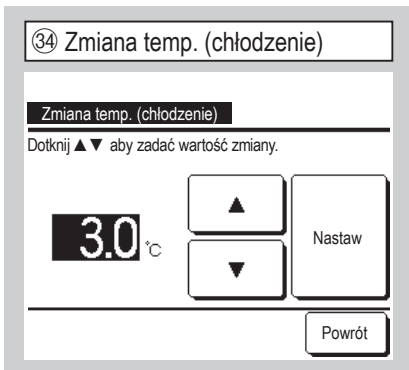 ㉞ Zmiana temp. (chłodzenie)
Zmiana temp. (chłodzenie)
Dotknij ▲▼ aby zadać wartość zmiany.
▲
3.0 °C
Nastaw
▼
Powrót